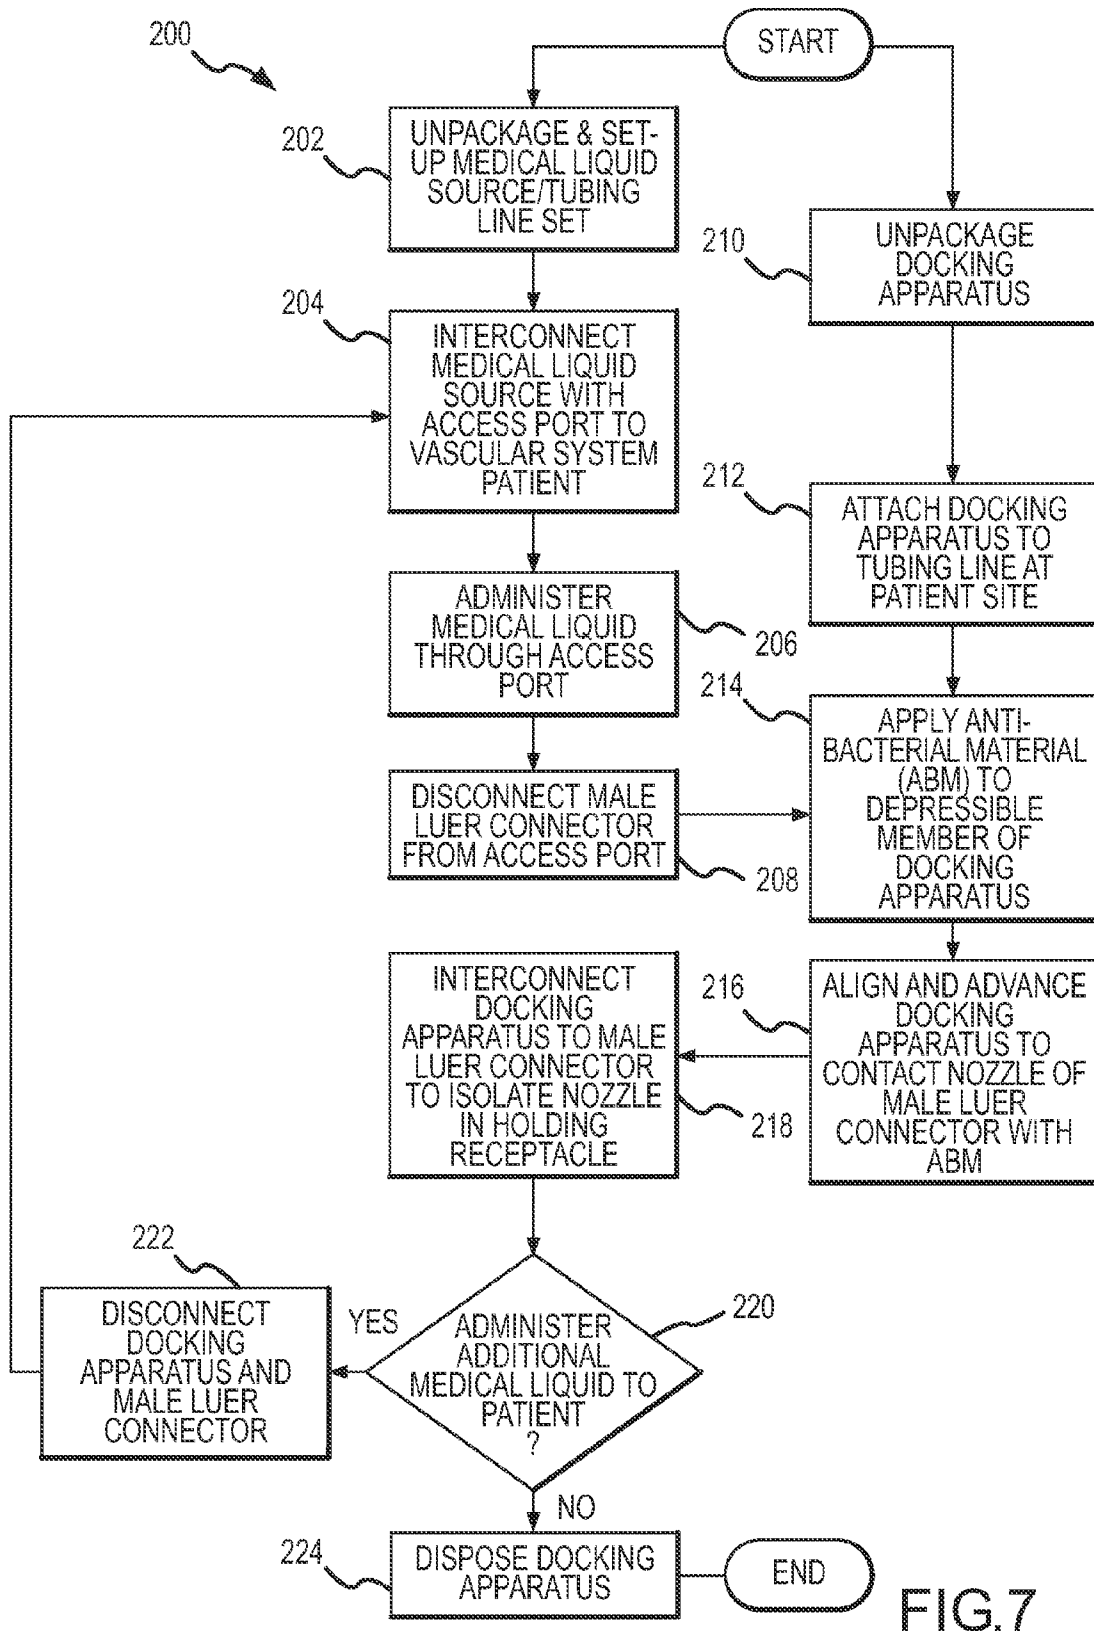 200
START
202
UNPACKAGE & SET-
UP MEDICAL LIQUID
SOURCE/TUBING
LINE SET
210
UNPACKAGE
DOCKING
APPARATUS
204
INTERCONNECT
MEDICAL LIQUID
SOURCE WITH
ACCESS PORT TO
VASCULAR SYSTEM
PATIENT
212
ATTACH DOCKING
APPARATUS TO
TUBING LINE AT
PATIENT SITE
ADMINISTER
MEDICAL LIQUID
THROUGH ACCESS
PORT
206
214
APPLY ANTI-
BACTERIAL MATERIAL
(ABM) TO
DEPRESSIBLE
MEMBER OF
DOCKING
APPARATUS
DISCONNECT MALE
LUER CONNECTOR
FROM ACCESS PORT
208
INTERCONNECT
DOCKING
APPARATUS TO MALE
LUER CONNECTOR
TO ISOLATE NOZZLE
IN HOLDING
RECEPTACLE
218
216
ALIGN AND ADVANCE
DOCKING
APPARATUS TO
CONTACT NOZZLE OF
MALE LUER
CONNECTOR WITH
ABM
222
DISCONNECT
DOCKING
APPARATUS AND
MALE LUER
CONNECTOR
YES
ADMINISTER
ADDITIONAL
MEDICAL LIQUID TO
PATIENT
?
220
NO
224
DISPOSE DOCKING
APPARATUS
END
FIG.7